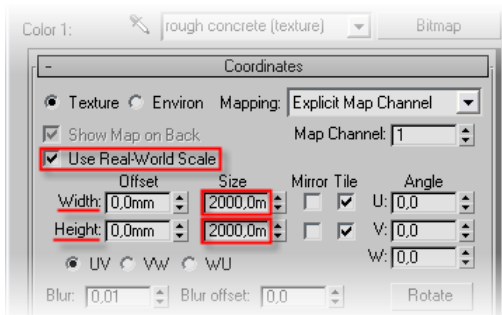 Color 1: rough concrete (texture) Bitmap
- Coordinates
Texture Environ Mapping: Explicit Map Channel
Show Map on Back Map Channel: 1
Use Real-World Scale
Offset Size Mirror Tile Angle
Width: 0,0mm 2000,0m U: 0,0
Height: 0,0mm 2000,0m V: 0,0
UV VW WU W: 0,0
Blur: 0,01 Blur offset: 0,0 Rotate